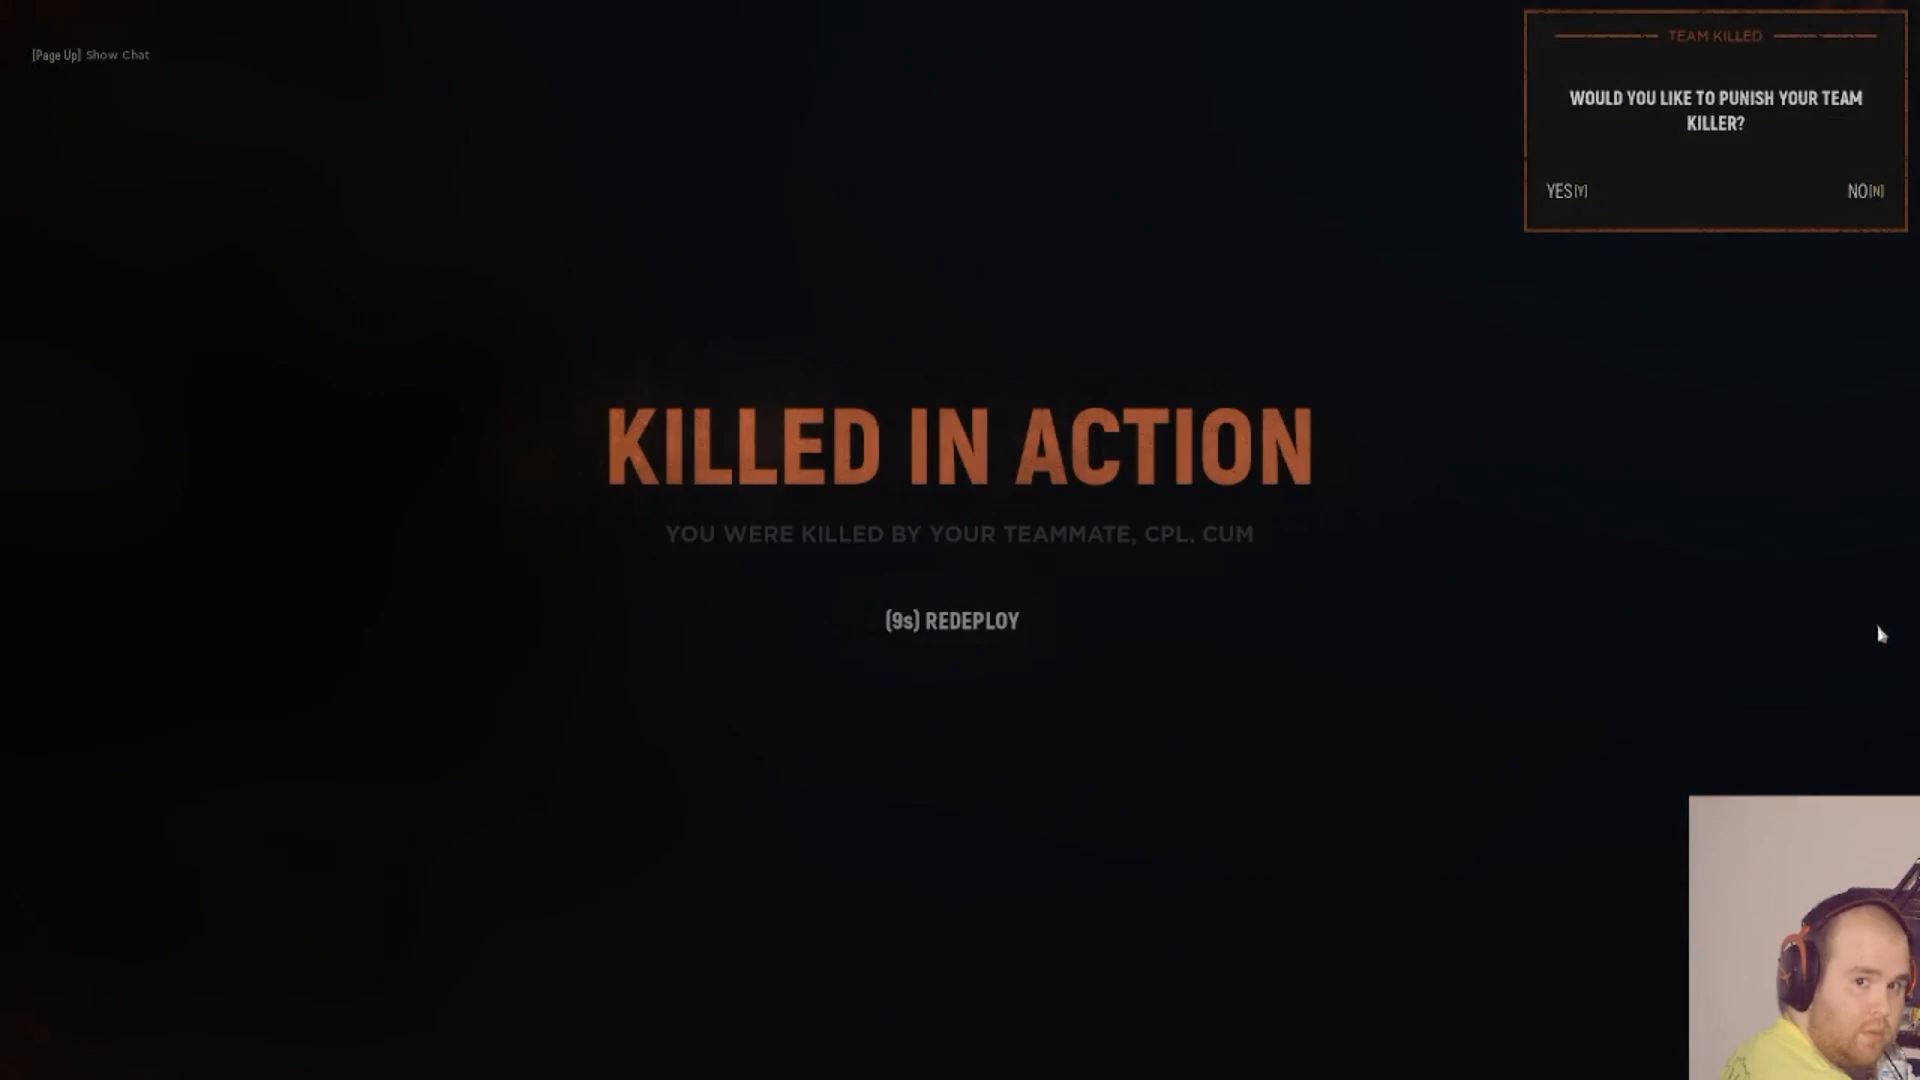 [Page Up] Show Chat
TEAM KILLED
WOULD YOU LIKE TO PUNISH YOUR TEAM
KILLER?
YES[Y]
NO[N]
KILLED IN ACTION
YOU WERE KILLED BY YOUR TEAMMATE, CPL. CUM
(9s) REDEPLOY